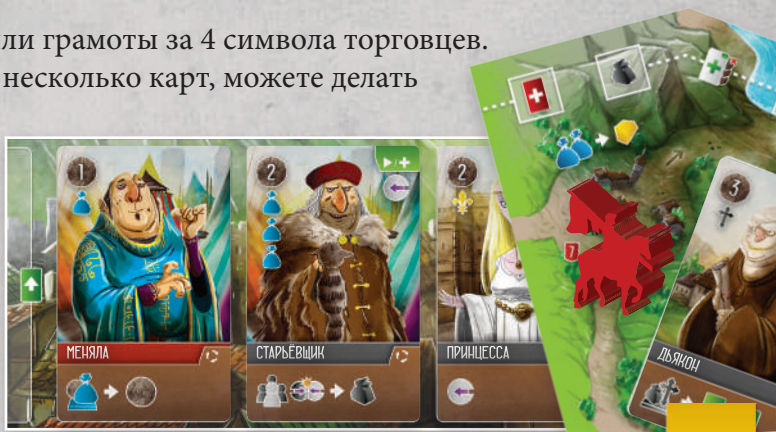 ли грамоты за 4 символа торговцев.
несколько карт, можете делать
1
2
2
3
7
МЕНЯЛА
СТАРЬЁВЩИК
ПРИНЦЕССА
ДЬЯКОН